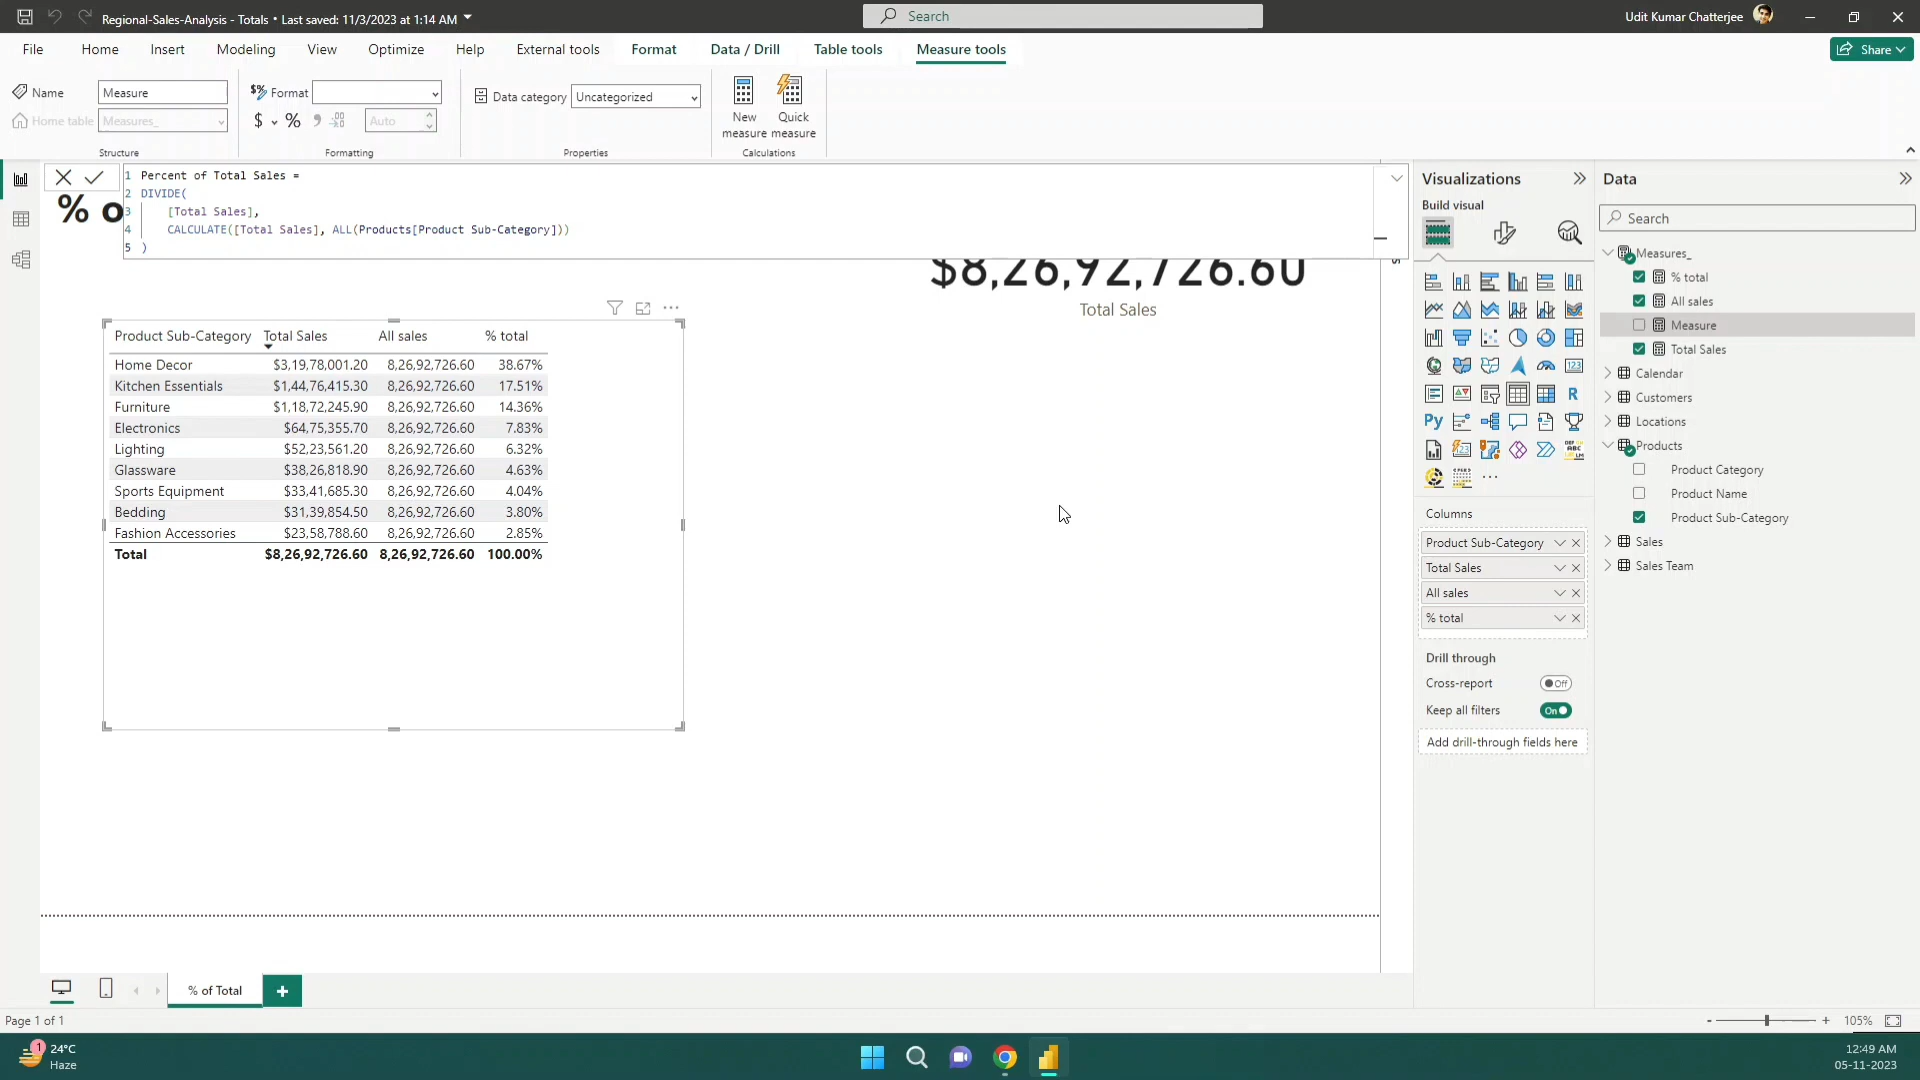 Regional-Sales-Analysis - Totals • Last saved: 11/3/2023 at 1:14 AM
Search
Udit Kumar Chatterjee
File Home Insert Modeling View Optimize Help External tools Format Data / Drill Table tools Measure tools
Share
Name Measure
Home table Measures_
Structure
Format
$ % 9 Auto
Formatting
Data category Uncategorized
Properties
New measure
Quick measure
Calculations
1 Percent of Total Sales =
2 DIVIDE(
3 [Total Sales],
4 CALCULATE([Total Sales], ALL(Products[Product Sub-Category]))
5 )
% o
$8,26,92,726.60
Total Sales
Product Sub-Category Total Sales All sales % total
Home Decor $3,19,78,001.20 8,26,92,726.60 38.67%
Kitchen Essentials $1,44,76,415.30 8,26,92,726.60 17.51%
Furniture $1,18,72,245.90 8,26,92,726.60 14.36%
Electronics $64,75,355.70 8,26,92,726.60 7.83%
Lighting $52,23,561.20 8,26,92,726.60 6.32%
Glassware $38,26,818.90 8,26,92,726.60 4.63%
Sports Equipment $33,41,685.30 8,26,92,726.60 4.04%
Bedding $31,39,854.50 8,26,92,726.60 3.80%
Fashion Accessories $23,58,788.60 8,26,92,726.60 2.85%
Total $8,26,92,726.60 8,26,92,726.60 100.00%
Visualizations
Build visual
R
Py
123
Columns
Product Sub-Category
Total Sales
All sales
% total
Drill through
Cross-report Off
Keep all filters On
Add drill-through fields here
Data
Search
Measures_
% total
All sales
Measure
Total Sales
Calendar
Customers
Locations
Products
Product Category
Product Name
Product Sub-Category
Sales
Sales Team
% of Total
Page 1 of 1
- + 105%
1
24°C
Haze
12:49 AM
05-11-2023